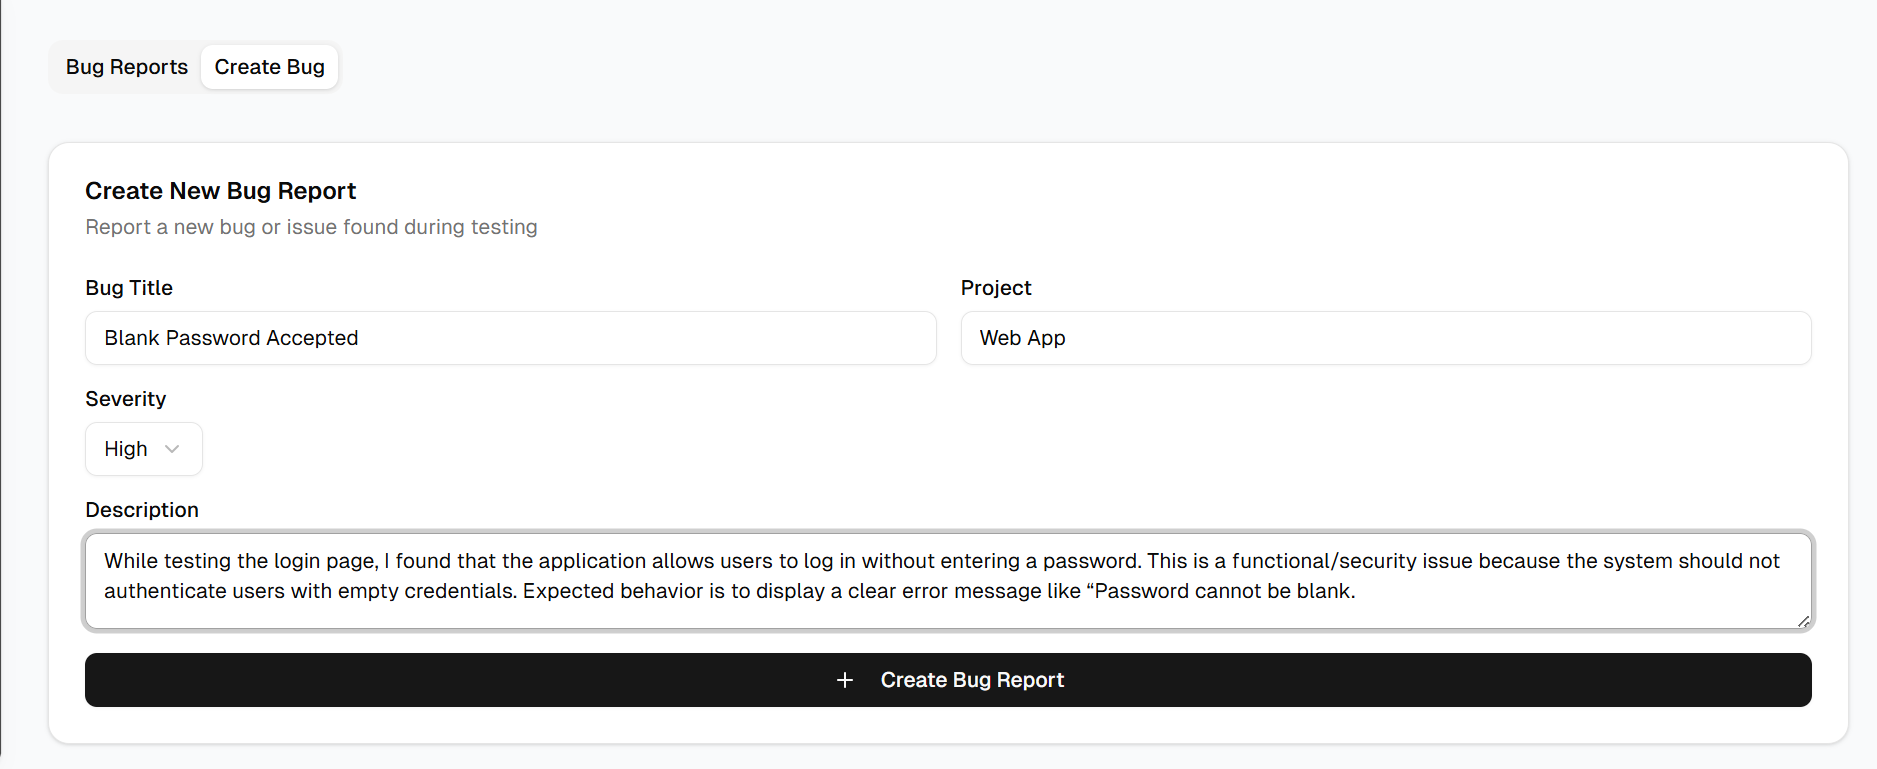 Bug Reports Create Bug
Create New Bug Report
Report a new bug or issue found during testing
Bug Title Project
Blank Password Accepted Web App
Severity
High
Description
While testing the login page, I found that the application allows users to log in without entering a password. This is a functional/security issue because the system should not
authenticate users with empty credentials. Expected behavior is to display a clear error message like “Password cannot be blank.
+ Create Bug Report